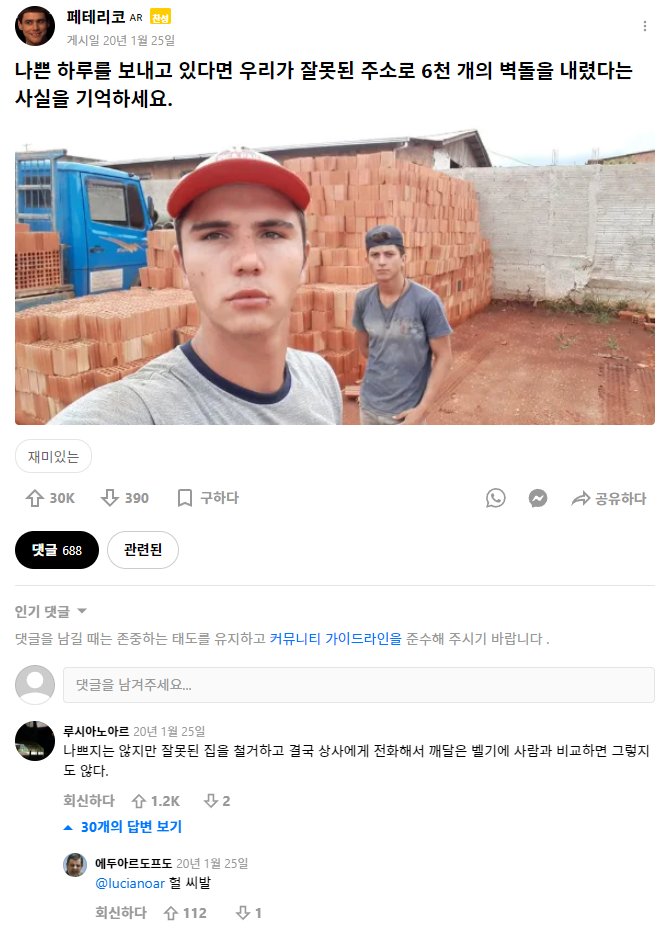 페테리코 AR 전성
게시일 20년 1월 25일
나쁜 하루를 보내고 있다면 우리가 잘못된 주소로 6천 개의 벽돌을 내렸다는
사실을 기억하세요.
재미있는
30K 390 구하다 공유하다
댓글 688 관련된
인기 댓글
댓글을 남길 때는 존중하는 태도를 유지하고 커뮤니티 가이드라인을 준수해 주시기 바랍니다 .
댓글을 남겨주세요...
루시아노아르 20년 1월 25일
나쁘지는 않지만 잘못된 집을 철거하고 결국 상사에게 전화해서 깨달은 벨기에 사람과 비교하면 그렇지
도 않다.
회신하다 1.2K 2
30개의 답변 보기
에두아르도프도 20년 1월 25일
@lucianoar 헐 씨발
회신하다 112 1